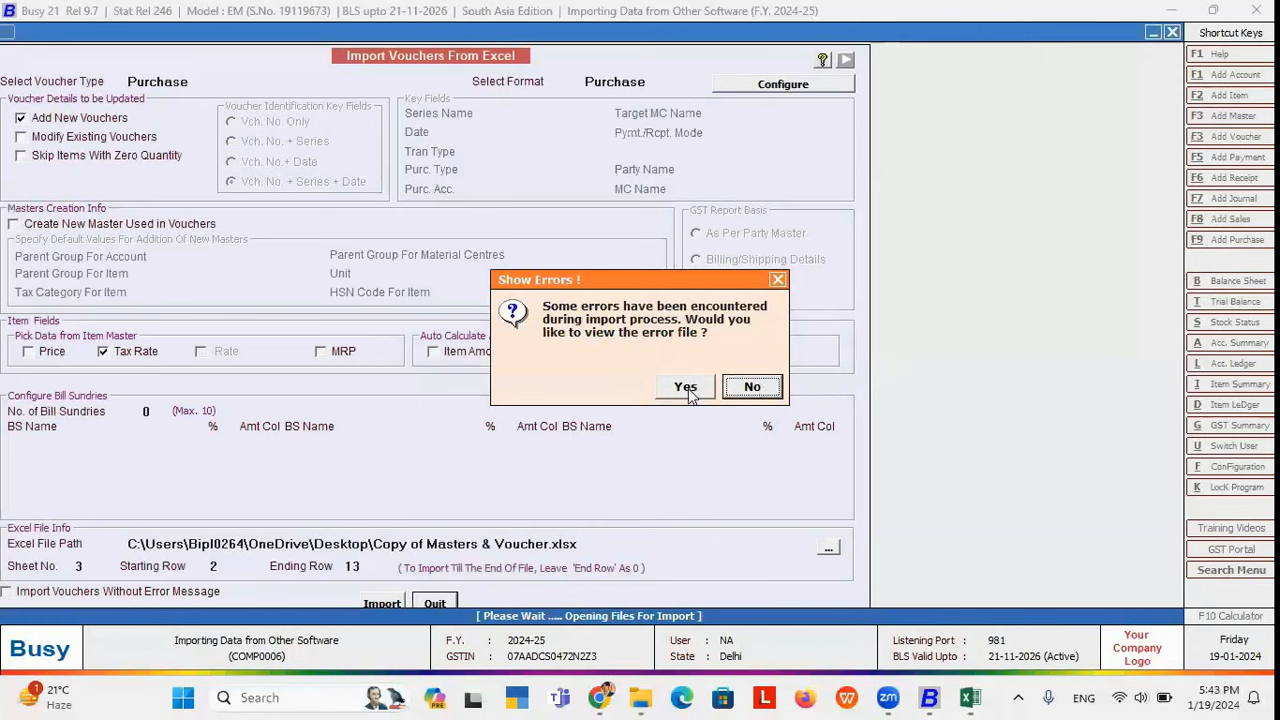 Busy 21 Rel 9.7 | Stat Rel 246 | Model : EM (S.No. 19119673) | BLS upto 21-11-2026 | South Asia Edition | Importing Data from Other Software (F.Y. 2024-25)
Import Vouchers From Excel
Select Voucher Type Purchase
Select Format Purchase
Configure
Voucher Details to be Updated
Add New Vouchers
Modify Existing Vouchers
Skip Items With Zero Quantity
Voucher Identification Key Fields
Vch. No. Only
Vch. No. + Series
Vch. No.+ Date
Vch. No. + Series + Date
Key Fields
Series Name Target MC Name
Date Pymt./Rcpt. Mode
Tran Type
Purc. Type Party Name
Purc. Acc. MC Name
Masters Creation Info
Create New Master Used in Vouchers
Specify Default Values For Addition Of New Masters
Parent Group For Account Parent Group For Material Centres
Parent Group For Item Unit
Tax Category For Item HSN Code For Item
GST Report Basis
As Per Party Master
Billing/Shipping Details
Show Errors !
Some errors have been encountered
during import process. Would you
like to view the error file ?
Yes No
Item Fields
Pick Data from Item Master
Price Tax Rate Rate MRP
Auto Calculate
Item Amo
Configure Bill Sundries
No. of Bill Sundries 0 (Max. 10)
BS Name % Amt Col BS Name % Amt Col BS Name % Amt Col
Excel File Info
Excel File Path C:\Users\Bipl0264\OneDrive\Desktop\Copy of Masters & Voucher.xlsx ...
Sheet No. 3 Starting Row 2 Ending Row 13 ( To Import Till The End Of File, Leave 'End Row' As 0 )
Import Vouchers Without Error Message
Import Quit
[ Please Wait ..... Opening Files For Import ]
Shortcut Keys
F1 Help
F1 Add Account
F2 Add Item
F3 Add Master
F3 Add Voucher
F5 Add Payment
F6 Add Receipt
F7 Add Journal
F8 Add Sales
F9 Add Purchase
B Balance Sheet
T Trial Balance
S Stock Status
A Acc. Summary
L Acc. Ledger
I Item Summary
D Item LeDger
G GST Summary
U Switch User
F ConFiguration
K LocK Program
Training Videos
GST Portal
Search Menu
F10 Calculator
Busy
Importing Data from Other Software
(COMP0006)
F.Y. : 2024-25
GSTIN : 07AADCS0472N2Z3
User : NA
State : Delhi
Listening Port : 981
BLS Valid Upto : 21-11-2026 (Active)
Your
Company
Logo
Friday
19-01-2024
1
21°C
Haze
Search
PRE
ENG
5:43 PM
1/19/2024